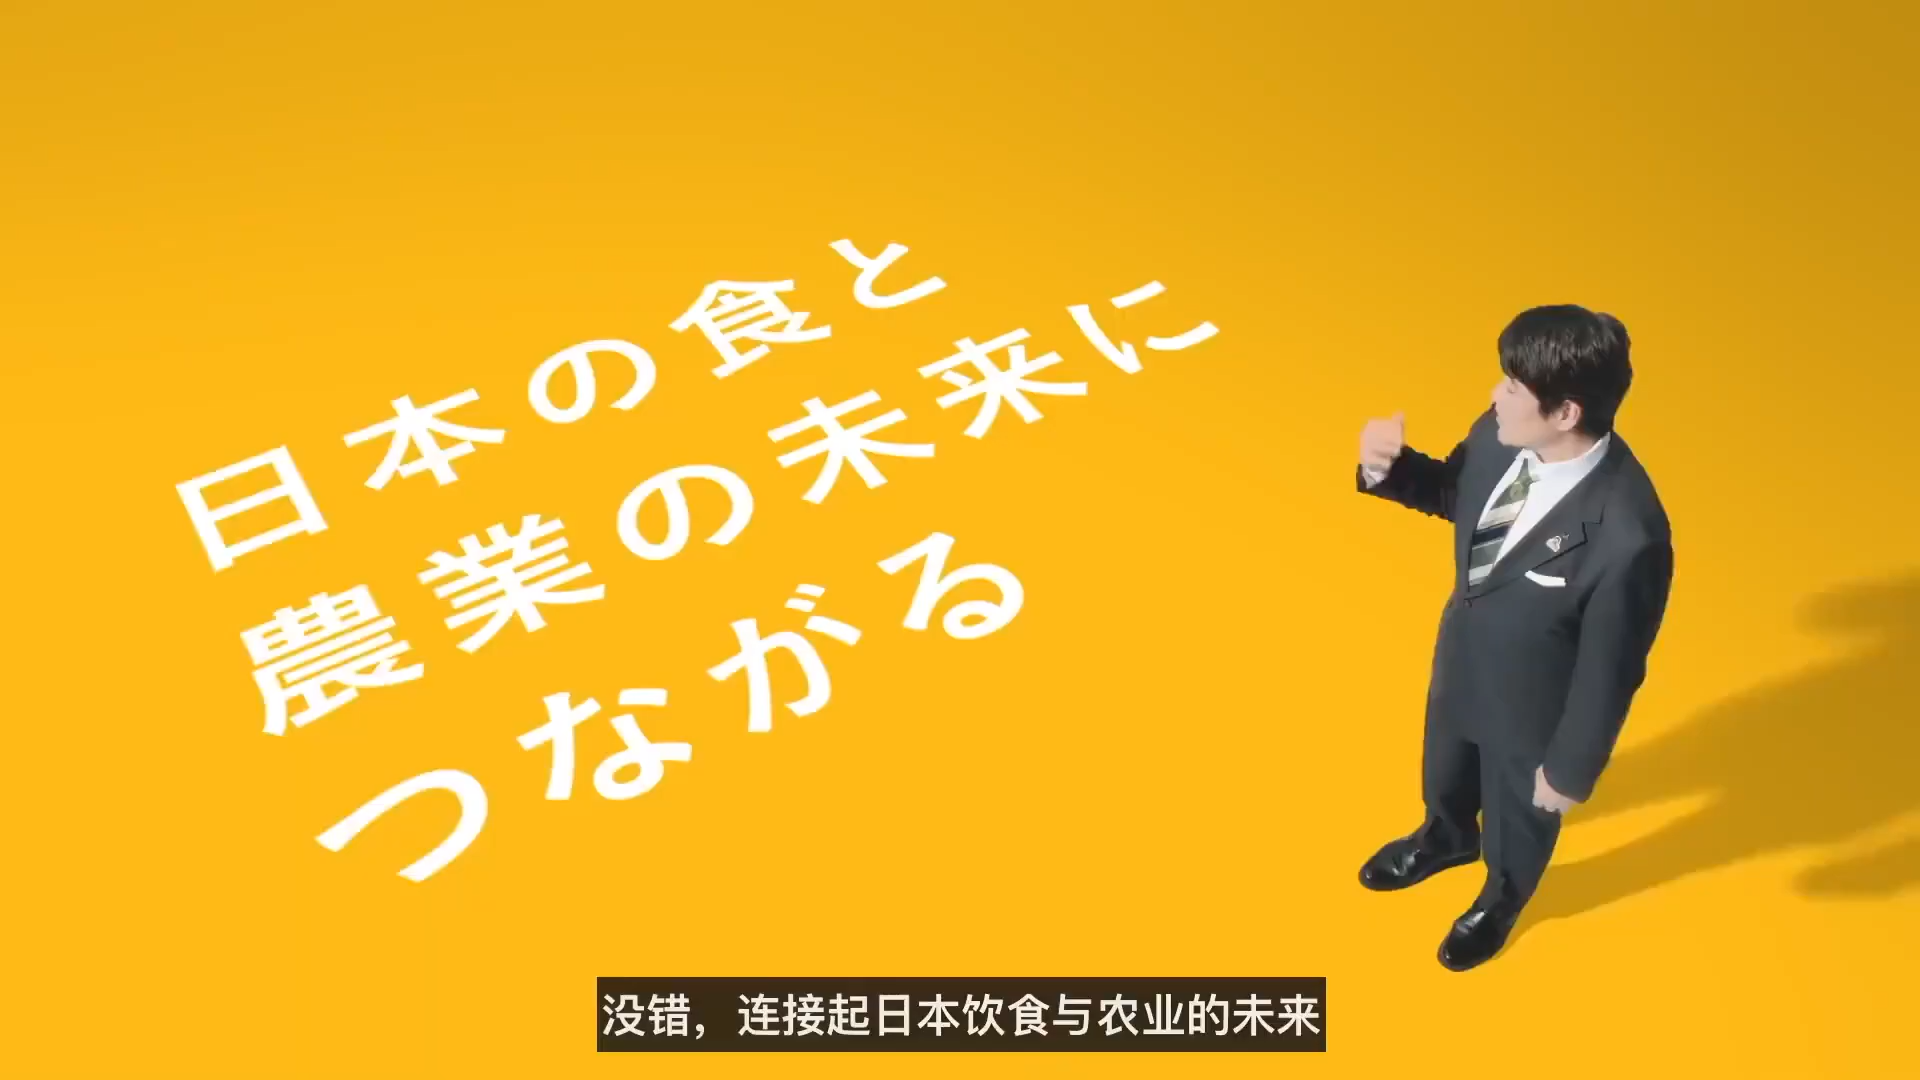 日本の食と
農業の未来に
つながる
没错，连接起日本饮食与农业的未来